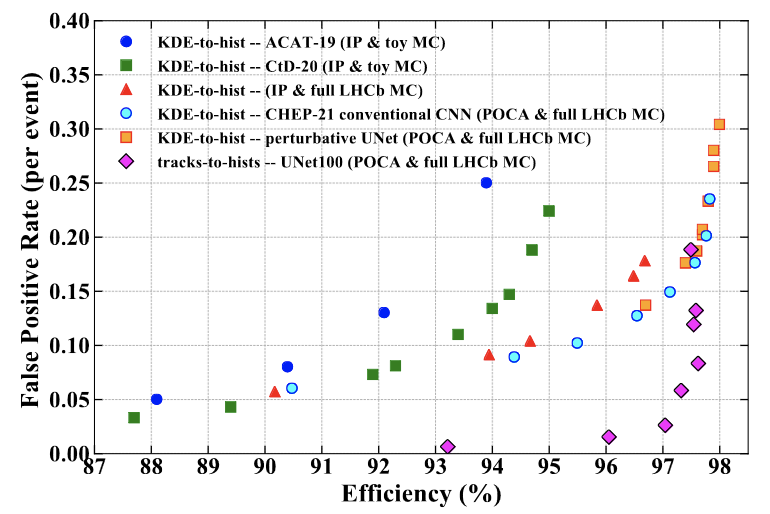 0.40
0.35
0.30
0.25
0.20
0.15
0.10
0.05
0.00
False Positive Rate (per event)
KDE-to-hist -- ACAT-19 (IP & toy MC)
KDE-to-hist -- CtD-20 (IP & toy MC)
KDE-to-hist -- (IP & full LHCb MC)
KDE-to-hist -- CHEP-21 conventional CNN (POCA & full LHCb MC)
KDE-to-hist -- perturbative UNet (POCA & full LHCb MC)
tracks-to-hists -- UNet100 (POCA & full LHCb MC)
87 88 89 90 91 92 93 94 95 96 97 98
Efficiency (%)